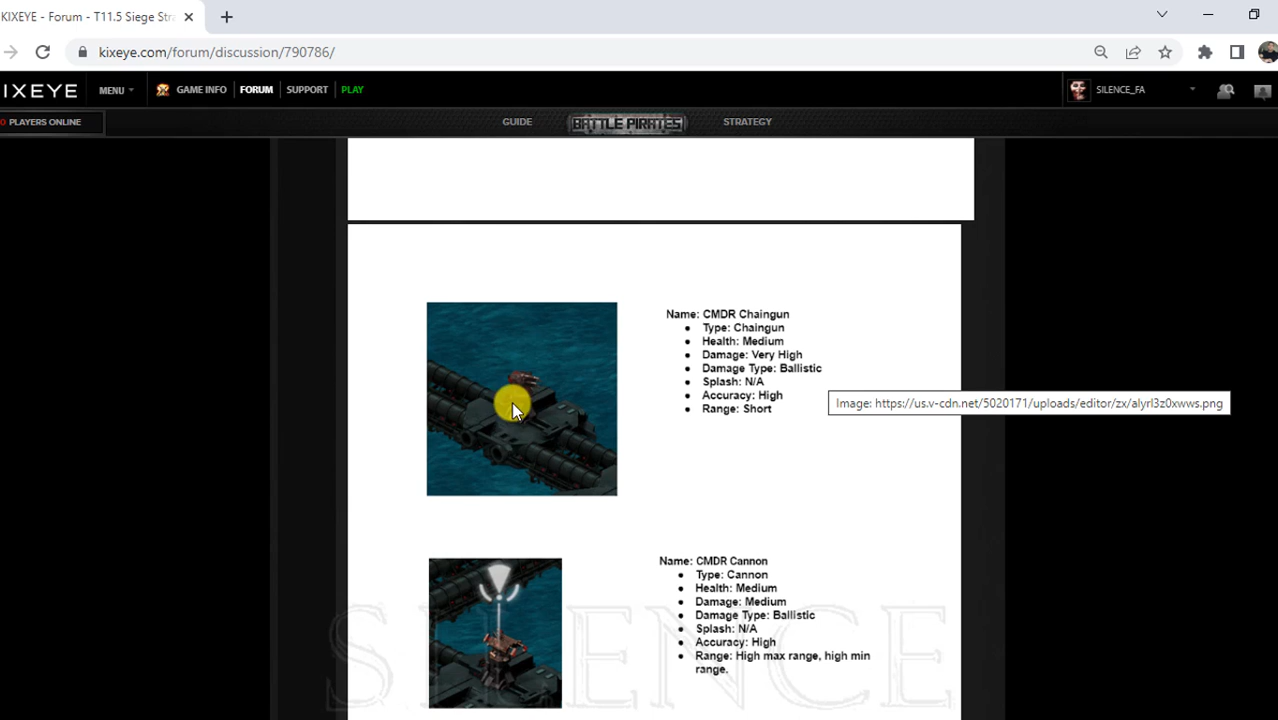 KIXEYE - Forum - T11.5 Siege Stra
kixeye.com/forum/discussion/790786/
IXEYE
MENU
GAME INFO
FORUM
SUPPORT
PLAY
SILENCE_FA
0 PLAYERS ONLINE
GUIDE
BATTLE PIRATES
STRATEGY
Name: CMDR Chaingun
● Type: Chaingun
● Health: Medium
● Damage: Very High
● Damage Type: Ballistic
● Splash: N/A
● Accuracy: High
● Range: Short
Image: https://us.v-cdn.net/5020171/uploads/editor/zx/alyrl3z0xwws.png
Name: CMDR Cannon
● Type: Cannon
● Health: Medium
● Damage: Medium
● Damage Type: Ballistic
● Splash: N/A
● Accuracy: High
● Range: High max range, high min
range.
SILENCE